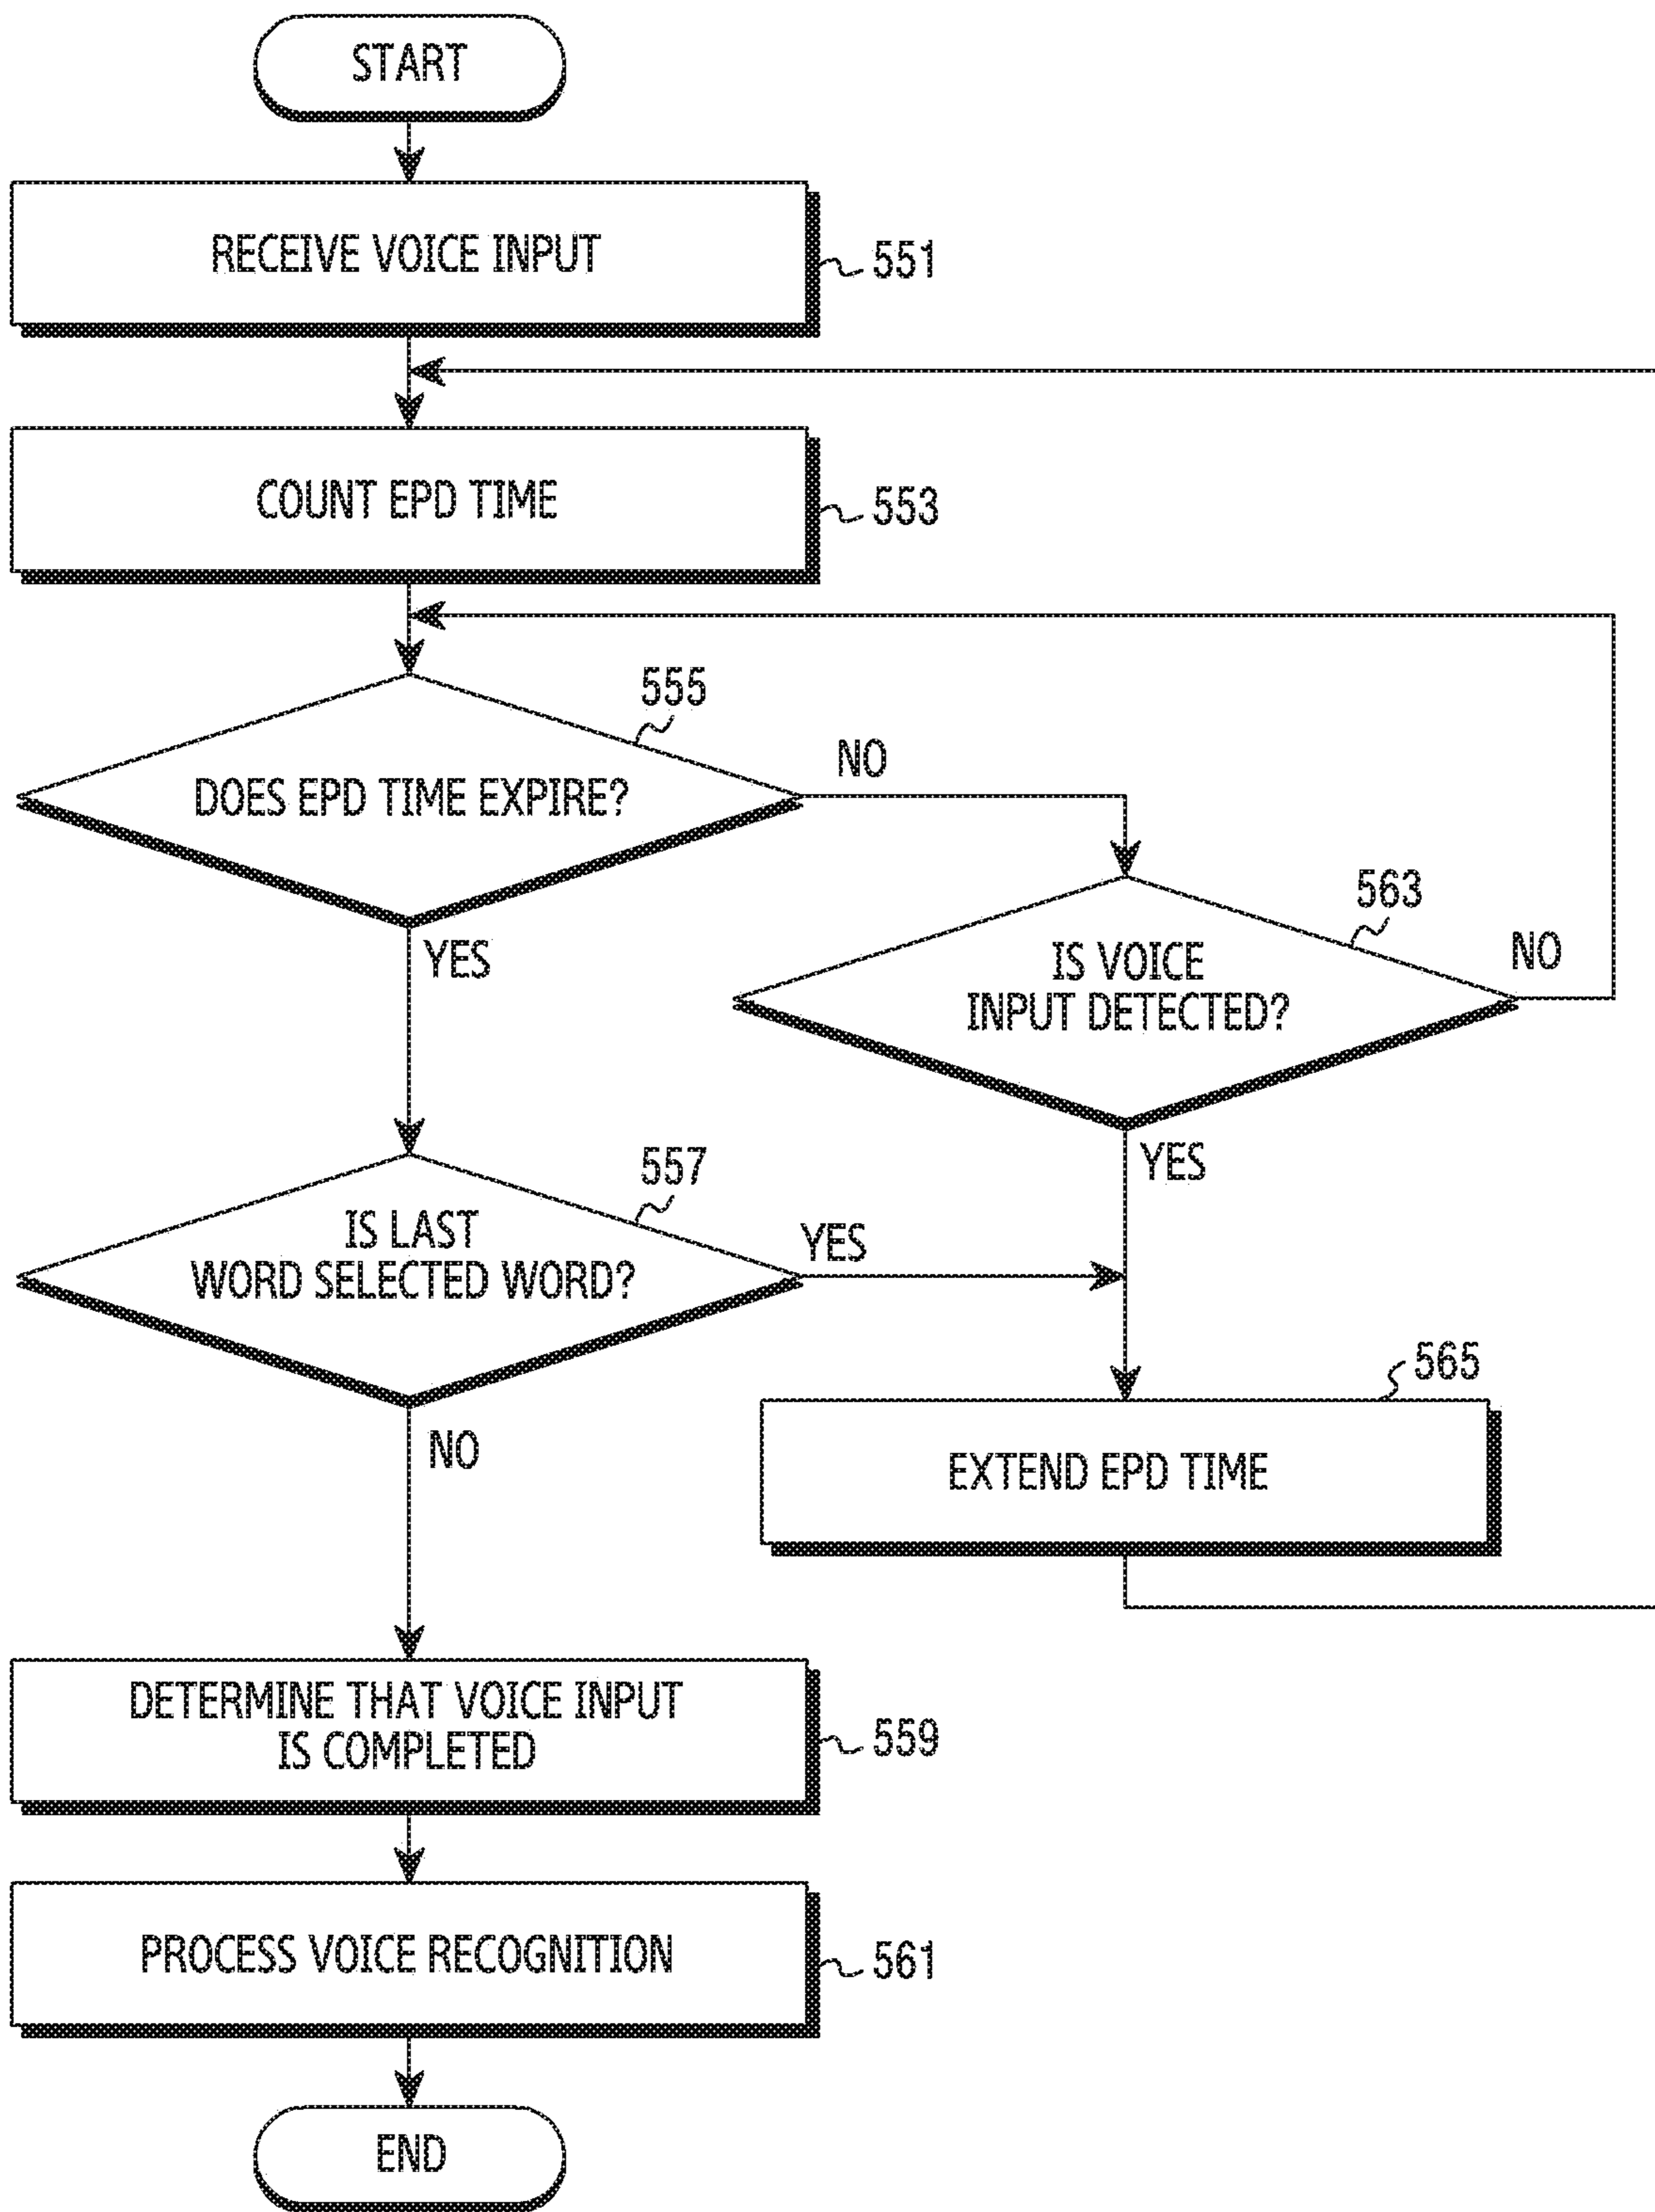 START
RECEIVE VOICE INPUT
551
COUNT EPD TIME
553
555
DOES EPD TIME EXPIRE?
NO
YES
563
IS VOICE
INPUT DETECTED?
NO
YES
557
IS LAST
WORD SELECTED WORD?
YES
NO
565
EXTEND EPD TIME
DETERMINE THAT VOICE INPUT
IS COMPLETED
559
PROCESS VOICE RECOGNITION
561
END